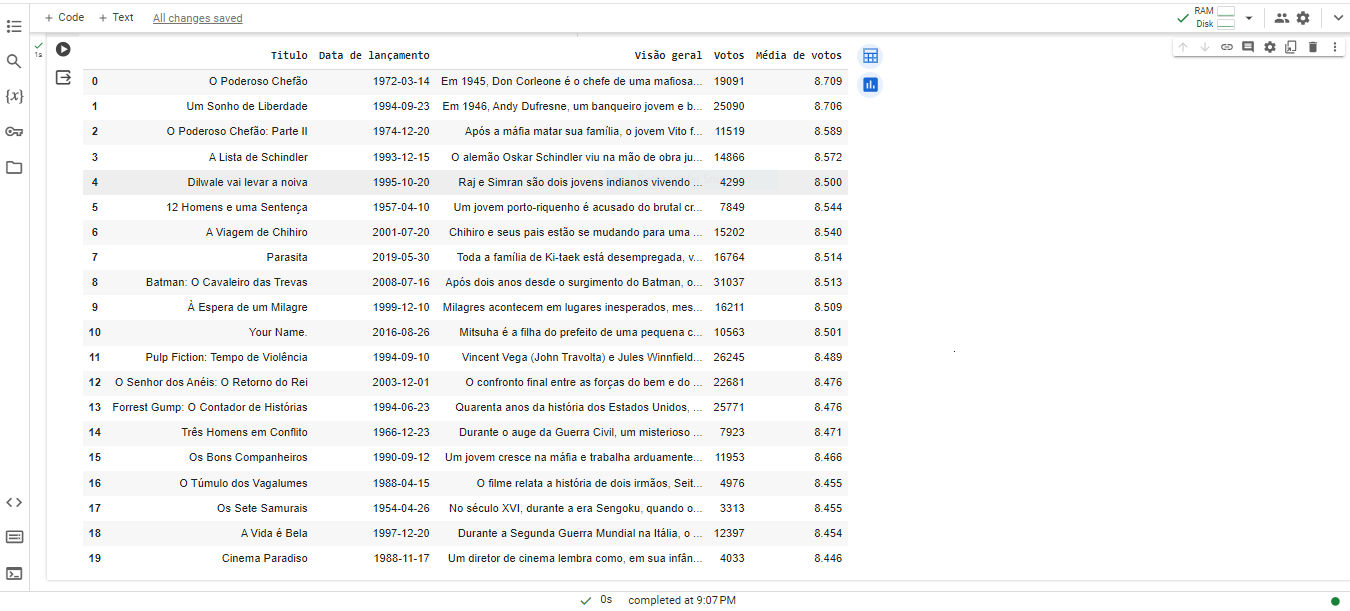 + Code + Text All changes saved
RAM
Disk
1s
{x}
Titulo Data de lançamento Visão geral Votos Média de votos
0 O Poderoso Chefão 1972-03-14 Em 1945, Don Corleone é o chefe de uma mafiosa... 19091 8.709
1 Um Sonho de Liberdade 1994-09-23 Em 1946, Andy Dufresne, um banqueiro jovem e b... 25090 8.706
2 O Poderoso Chefão: Parte II 1974-12-20 Após a máfia matar sua família, o jovem Vito f... 11519 8.589
3 A Lista de Schindler 1993-12-15 O alemão Oskar Schindler viu na mão de obra ju... 14866 8.572
4 Dilwale vai levar a noiva 1995-10-20 Raj e Simran são dois jovens indianos vivendo ... 4299 8.500
5 12 Homens e uma Sentença 1957-04-10 Um jovem porto-riquenho é acusado do brutal cr... 7849 8.544
6 A Viagem de Chihiro 2001-07-20 Chihiro e seus pais estão se mudando para uma ... 15202 8.540
7 Parasita 2019-05-30 Toda a família de Ki-taek está desempregada, v... 16764 8.514
8 Batman: O Cavaleiro das Trevas 2008-07-16 Após dois anos desde o surgimento do Batman, o... 31037 8.513
9 À Espera de um Milagre 1999-12-10 Milagres acontecem em lugares inesperados, mes... 16211 8.509
10 Your Name. 2016-08-26 Mitsuha é a filha do prefeito de uma pequena c... 10563 8.501
11 Pulp Fiction: Tempo de Violência 1994-09-10 Vincent Vega (John Travolta) e Jules Winnfield... 26245 8.489
12 O Senhor dos Anéis: O Retorno do Rei 2003-12-01 O confronto final entre as forças do bem e do ... 22681 8.476
13 Forrest Gump: O Contador de Histórias 1994-06-23 Quarenta anos da história dos Estados Unidos, ... 25771 8.476
14 Três Homens em Conflito 1966-12-23 Durante o auge da Guerra Civil, um misterioso ... 7923 8.471
15 Os Bons Companheiros 1990-09-12 Um jovem cresce na máfia e trabalha arduamente... 11953 8.466
16 O Túmulo dos Vagalumes 1988-04-15 O filme relata a história de dois irmãos, Seit... 4976 8.455
17 Os Sete Samurais 1954-04-26 No século XVI, durante a era Sengoku, quando o... 3313 8.455
18 A Vida é Bela 1997-12-20 Durante a Segunda Guerra Mundial na Itália, o ... 12397 8.454
19 Cinema Paradiso 1988-11-17 Um diretor de cinema lembra como, em sua infân... 4033 8.446
0s completed at 9:07 PM